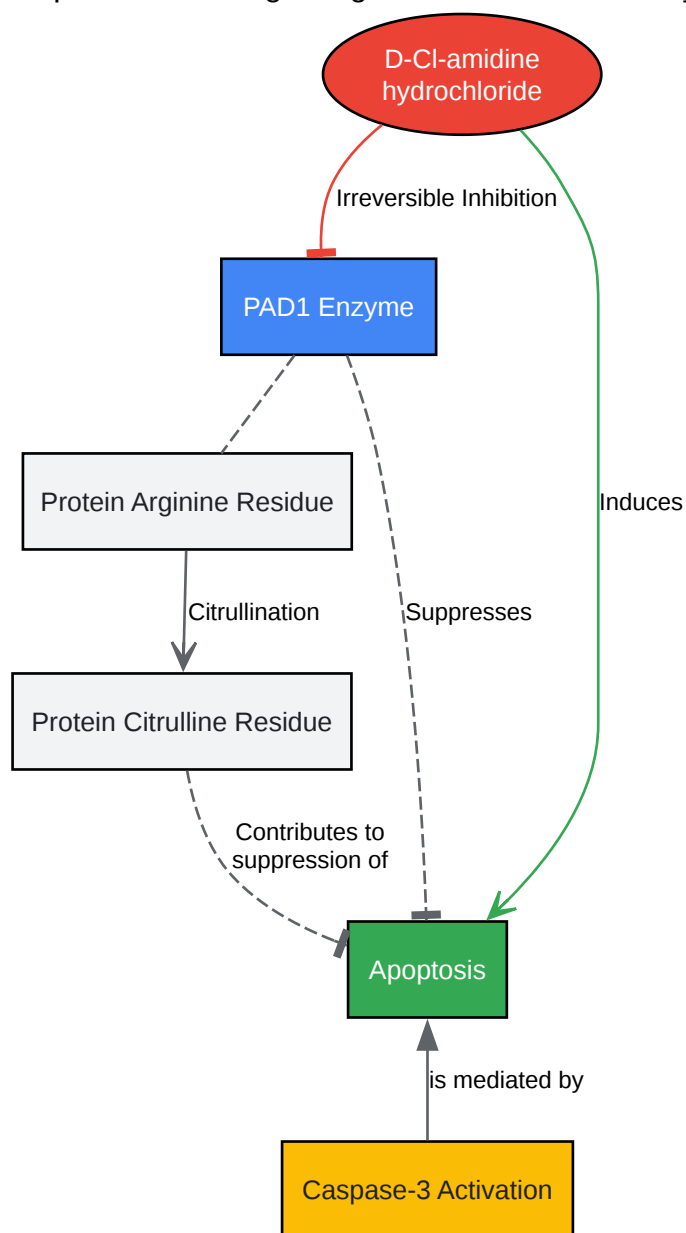 D-Cl-amidine
hydrochloride
Irreversible Inhibition
PAD1 Enzyme
Protein Arginine Residue
Induces
Citrullination
Suppresses
Protein Citrulline Residue
Contributes to
suppression of
Apoptosis
is mediated by
Caspase-3 Activation